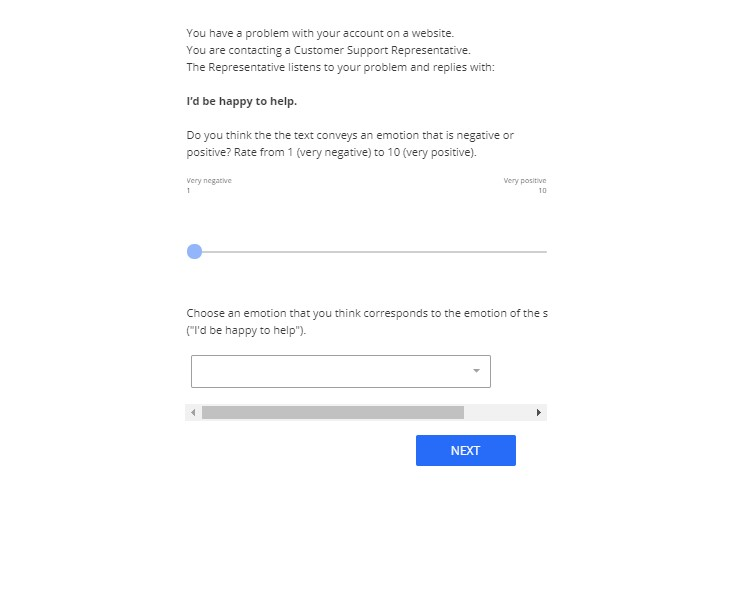 You have a problem with your account on a website.
You are contacting a Customer Support Representative.
The Representative listens to your problem and replies with:
I'd be happy to help.
Do you think the the text conveys an emotion that is negative or
positive? Rate from 1 (very negative) to 10 (very positive).
Very negative Very positive
1 10
Choose an emotion that you think corresponds to the emotion of the s
("I'd be happy to help").
NEXT